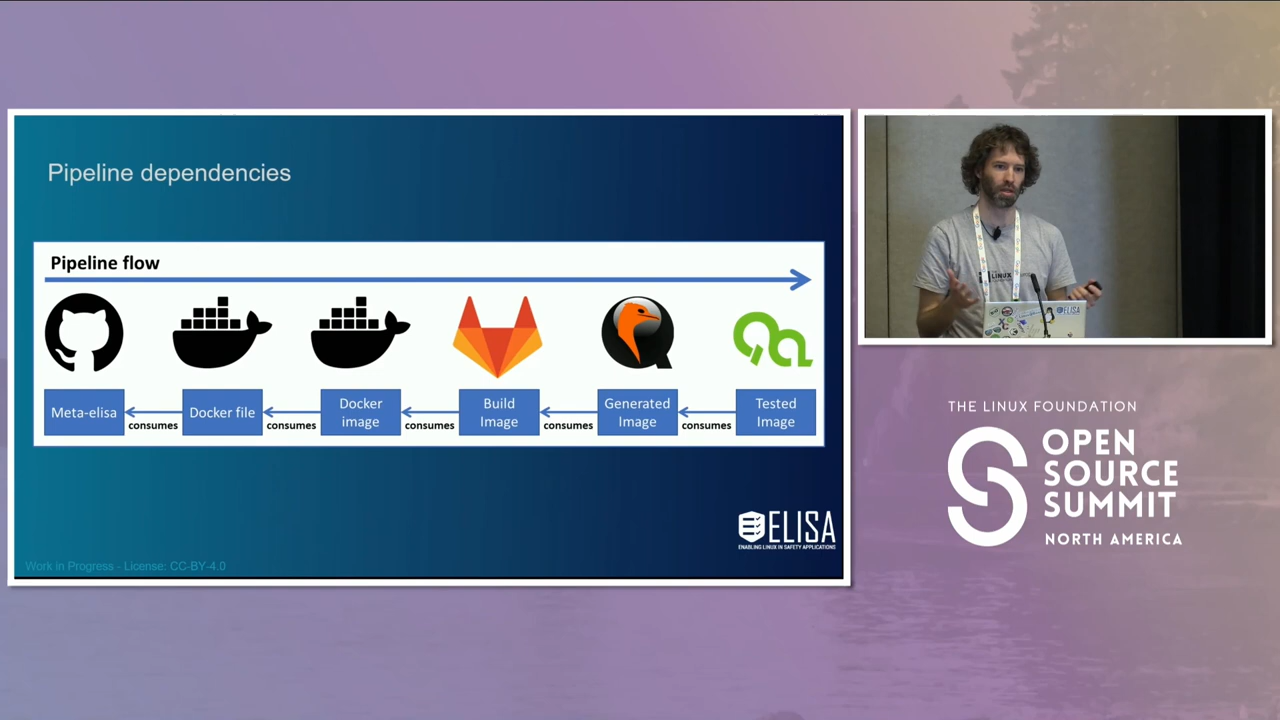 Pipeline dependencies
Pipeline flow
Meta-elisa
consumes
Docker file
consumes
Docker
image
consumes
Build
Image
consumes
Generated
Image
consumes
Tested
Image
ELISA
ENABLING LINUX IN SAFETY APPLICATIONS
Work in Progress - License: CC-BY-4.0
LINUX
ELISA
THE LINUX FOUNDATION
OPEN
SOURCE
SUMMIT
NORTH AMERICA